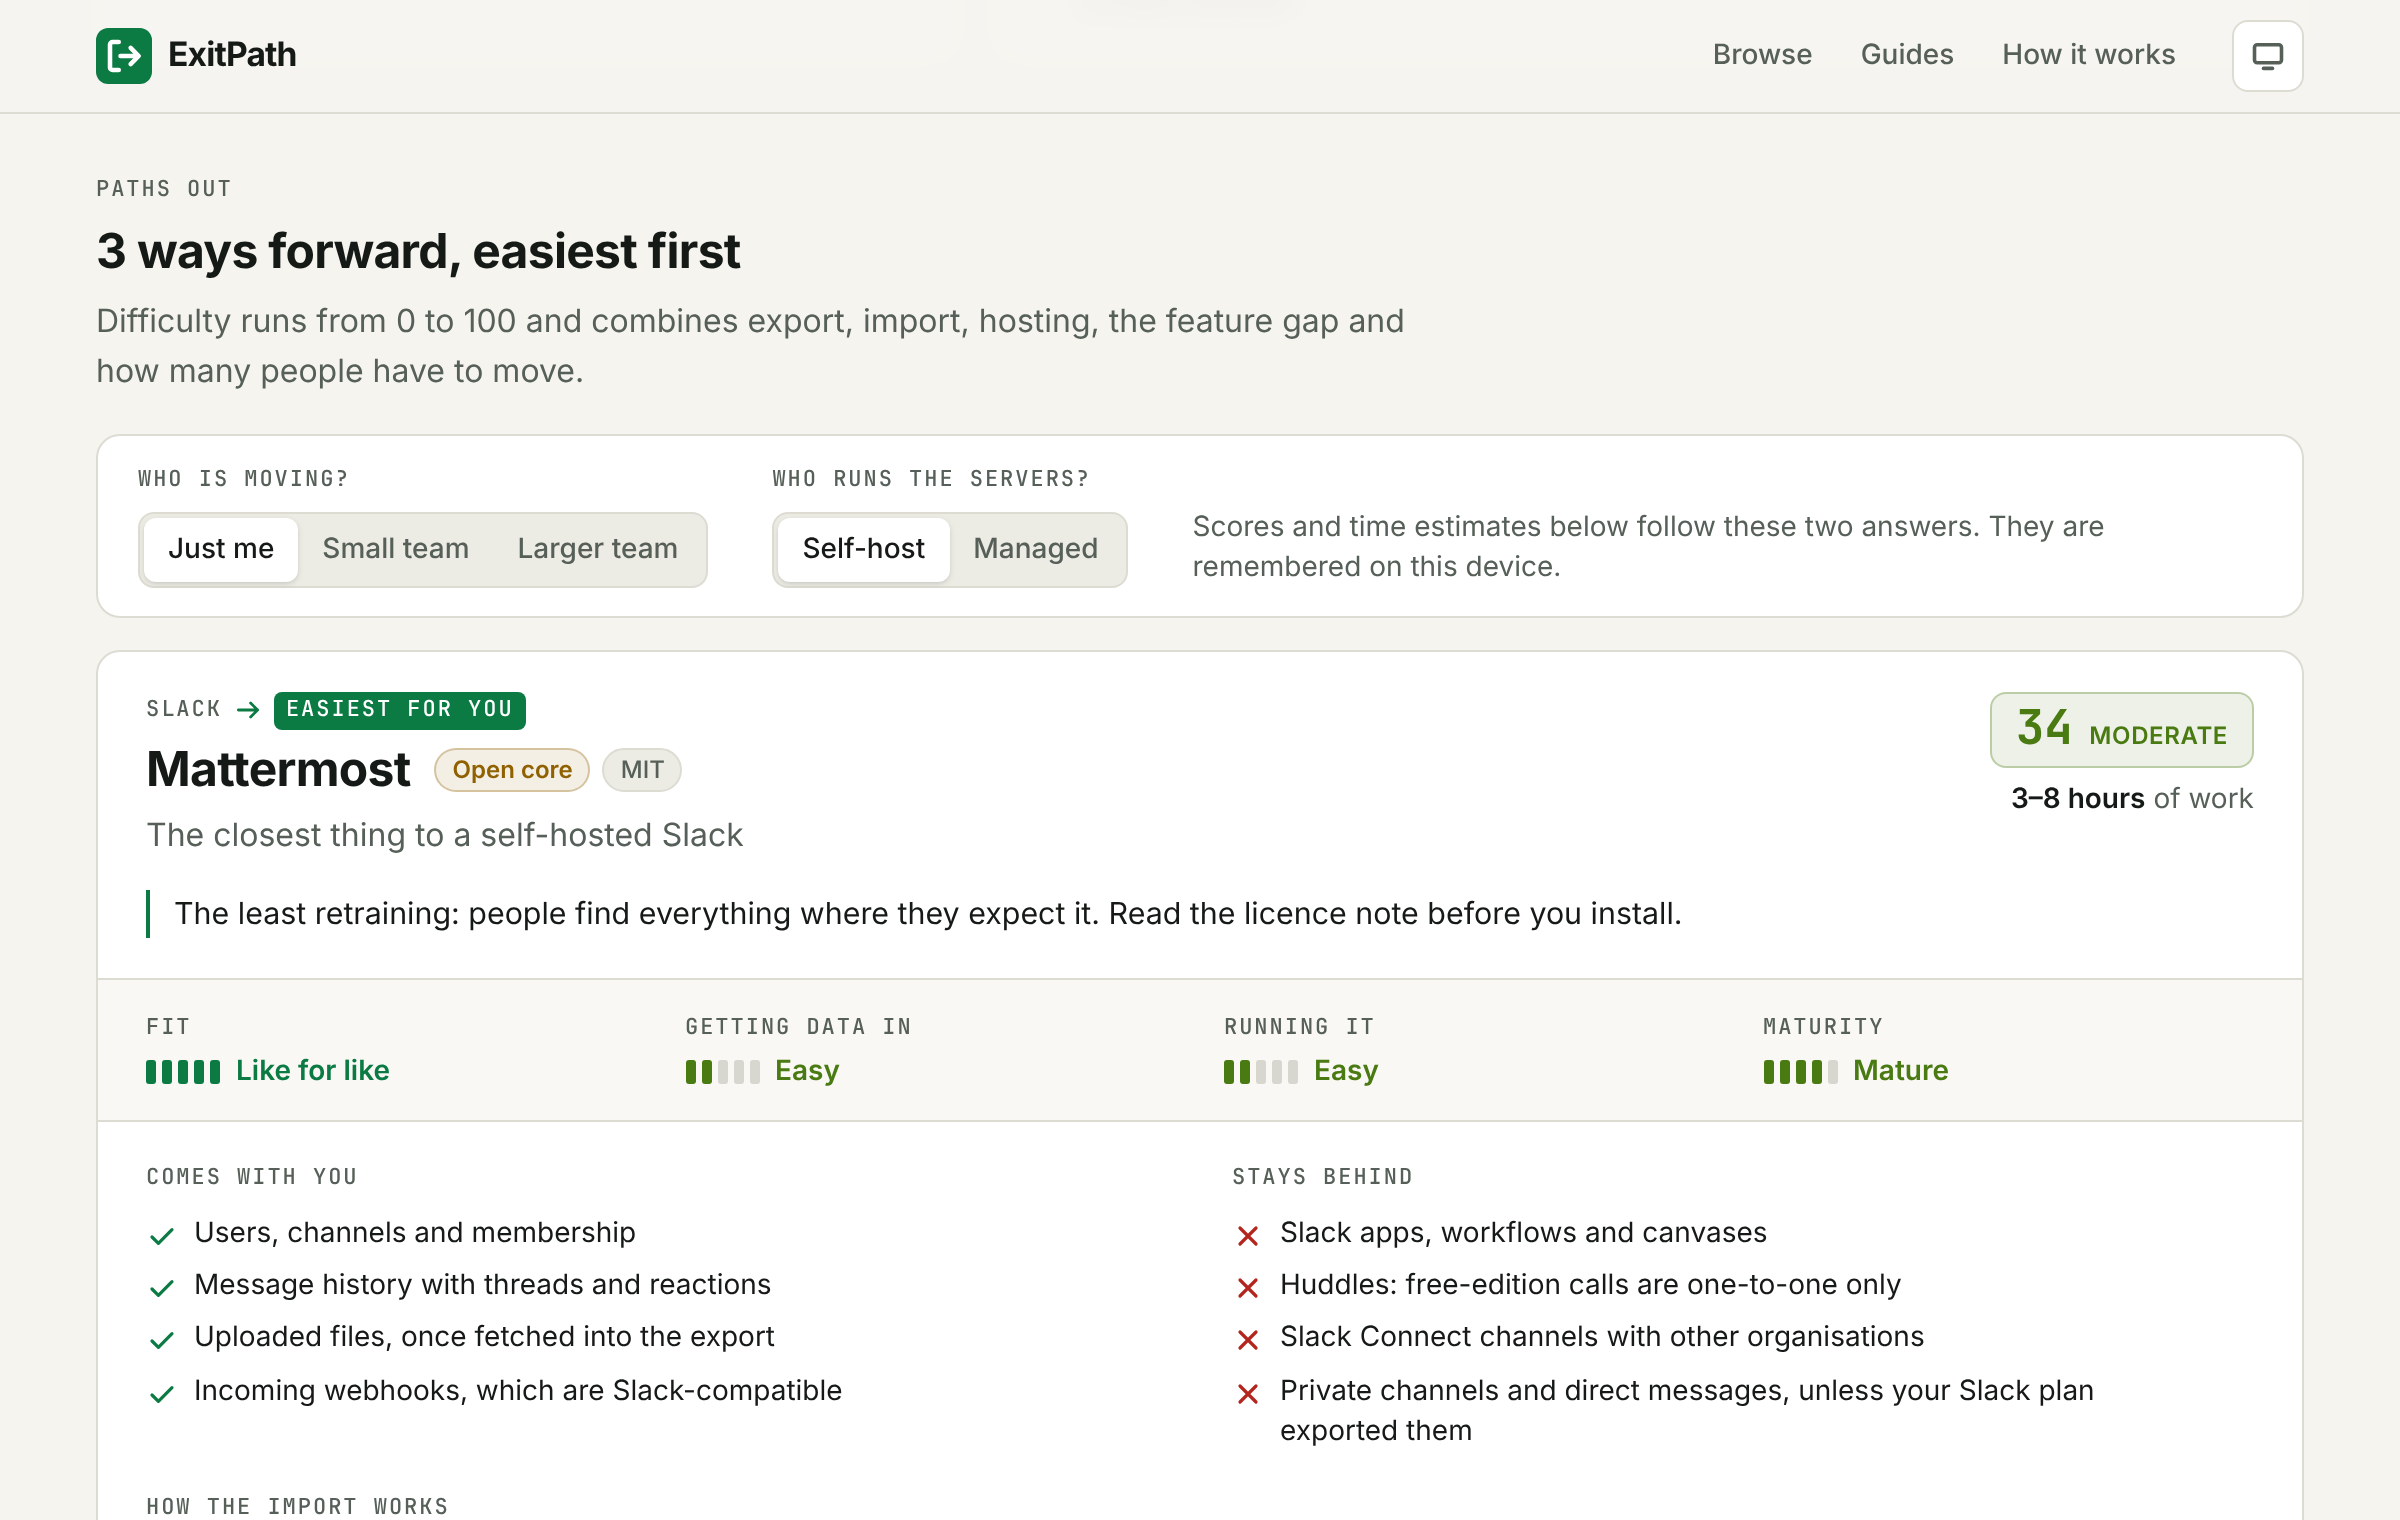 ExitPath
Browse
Guides
How it works
PATHS OUT
3 ways forward, easiest first
Difficulty runs from 0 to 100 and combines export, import, hosting, the feature gap and
how many people have to move.
WHO IS MOVING?
Just me
Small team
Larger team
WHO RUNS THE SERVERS?
Self-host
Managed
Scores and time estimates below follow these two answers. They are
remembered on this device.
SLACK → EASIEST FOR YOU
Mattermost
Open core
MIT
The closest thing to a self-hosted Slack
34 MODERATE
3–8 hours of work
The least retraining: people find everything where they expect it. Read the licence note before you install.
FIT
Like for like
GETTING DATA IN
Easy
RUNNING IT
Easy
MATURITY
Mature
COMES WITH YOU
Users, channels and membership
Message history with threads and reactions
Uploaded files, once fetched into the export
Incoming webhooks, which are Slack-compatible
STAYS BEHIND
Slack apps, workflows and canvases
Huddles: free-edition calls are one-to-one only
Slack Connect channels with other organisations
Private channels and direct messages, unless your Slack plan
exported them
HOW THE IMPORT WORKS